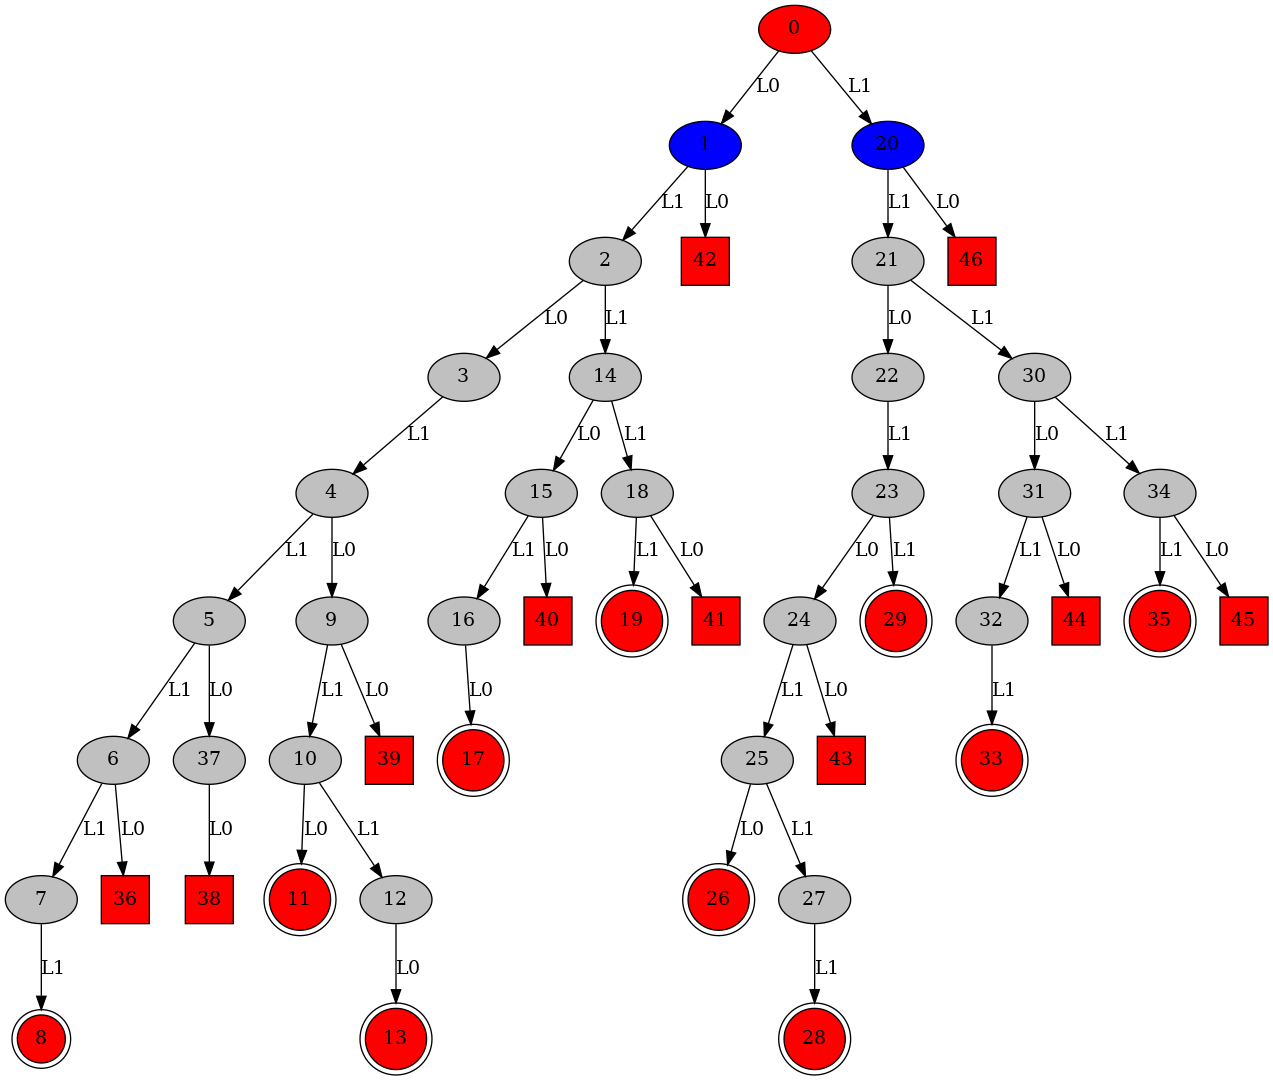 0
L0 L1
1 20
L1 L0 L1 L0
2 42 21 46
L0 L1 L0 L1
3 14 22 30
L1 L0 L1 L1 L0 L1
4 15 18 23 31 34
L1 L0 L1 L0 L1 L0 L0 L1 L1 L0 L1 L0
5 9 16 40 19 41 24 29 32 44 35 45
L1 L0 L1 L0 L0 L1 L0 L1
6 37 10 39 17 25 43 33
L1 L0 L0 L0 L1 L0 L1
7 36 38 11 12 26 27
L1 L0 L1
8 13 28